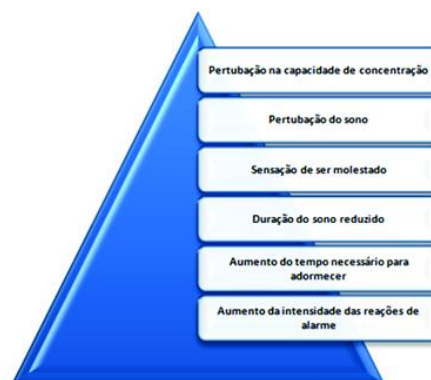 Pertubação na capacidade de concentração
Pertubação do sono
Sensação de ser molestado
Duração do sono reduzido
Aumento do tempo necessário para
adormecer
Aumento da intensidade das reações de
alarme